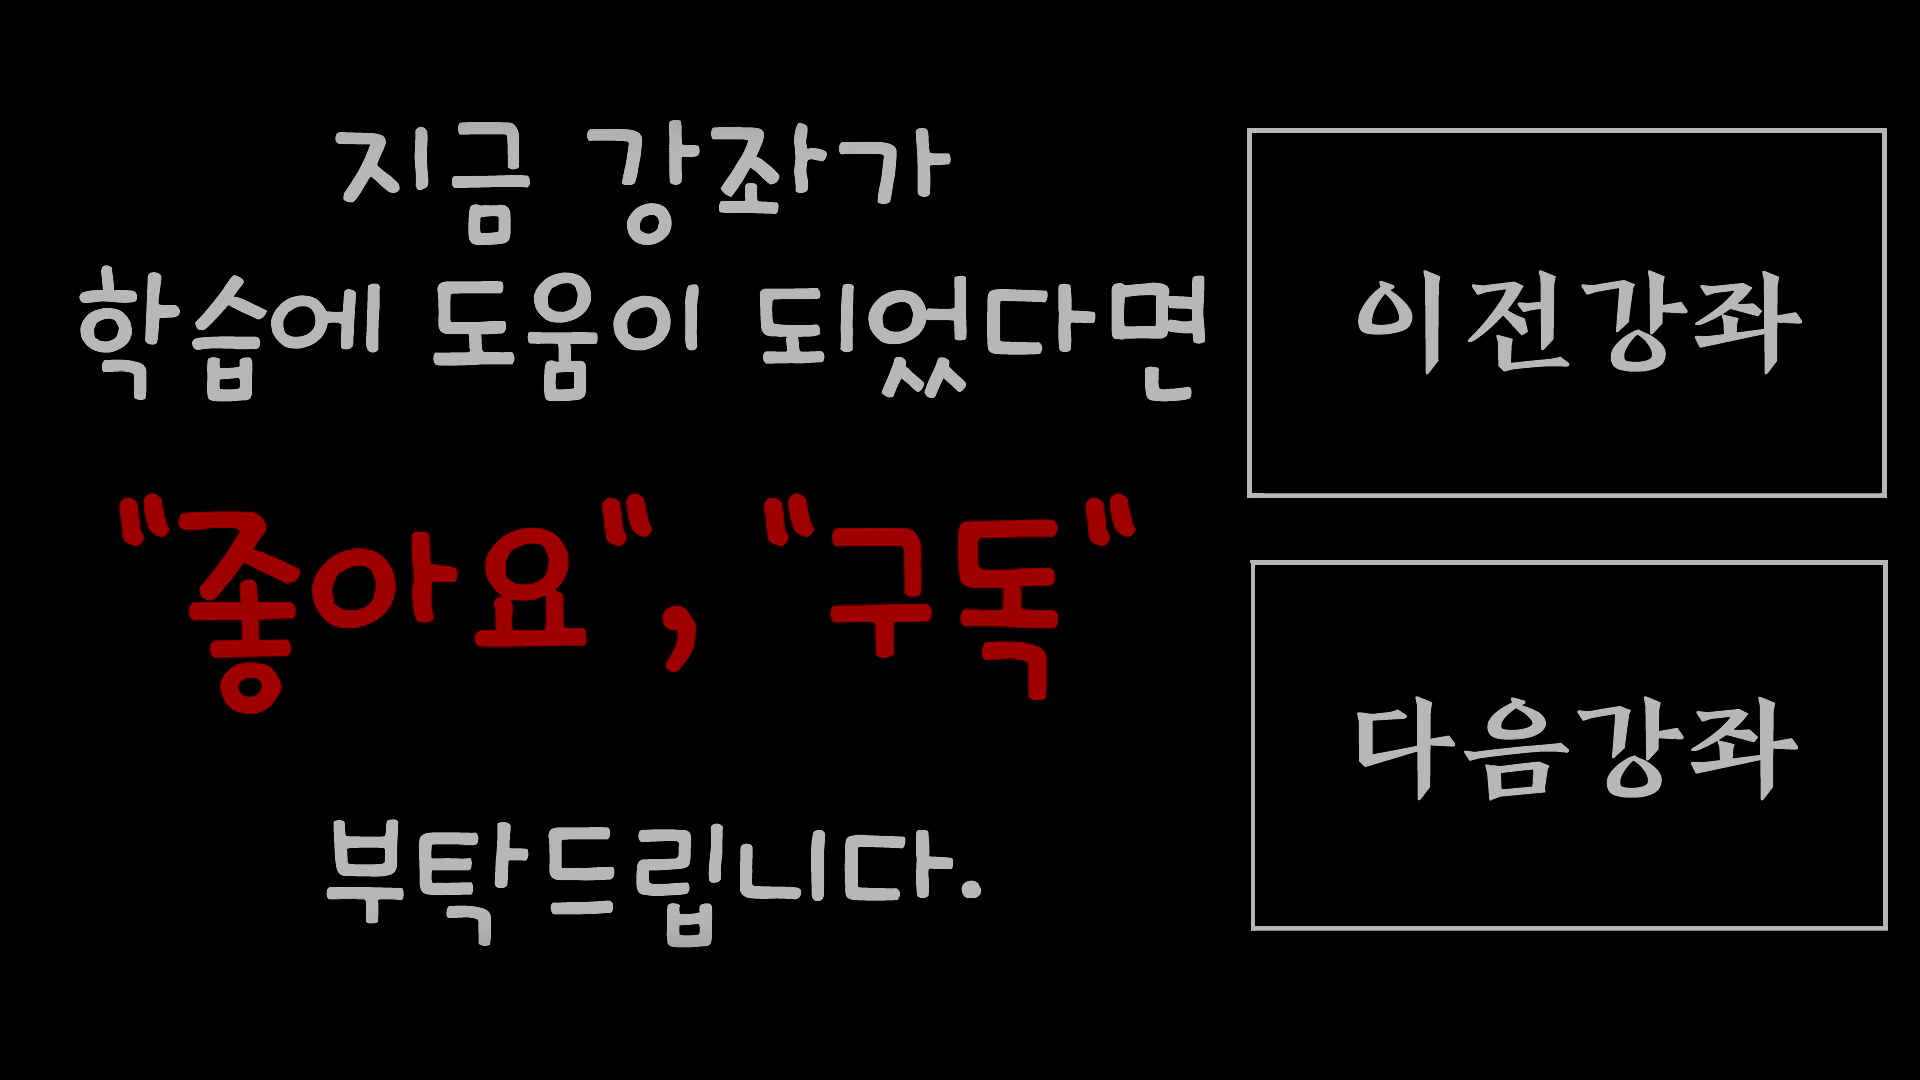 지금 강좌가
학습에 도움이 되었다면
"좋아요", "구독"
부탁드립니다.
이전강좌
다음강좌